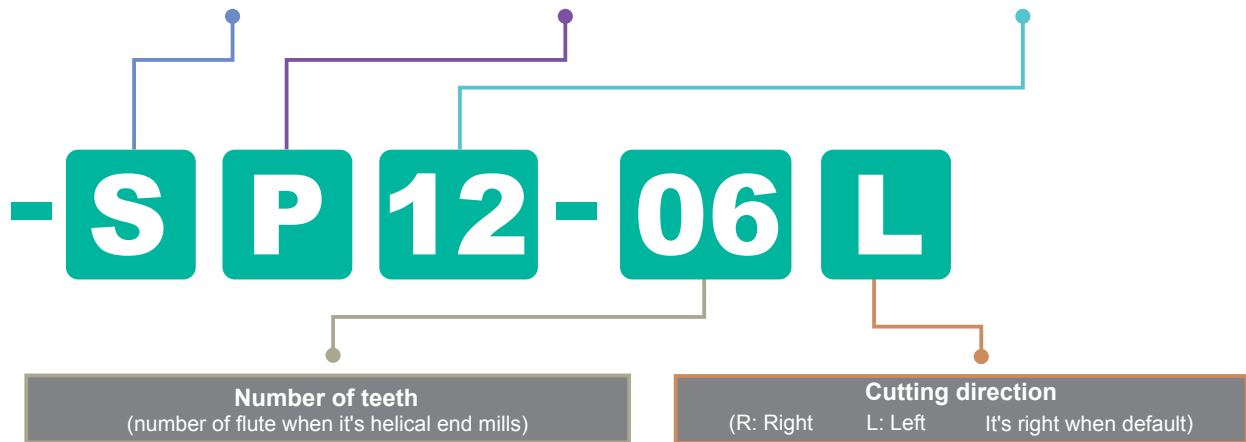 - S P 12 - 06 L
Number of teeth
(number of flute when it's helical end mills)
Cutting direction
(R: Right L: Left It's right when default)